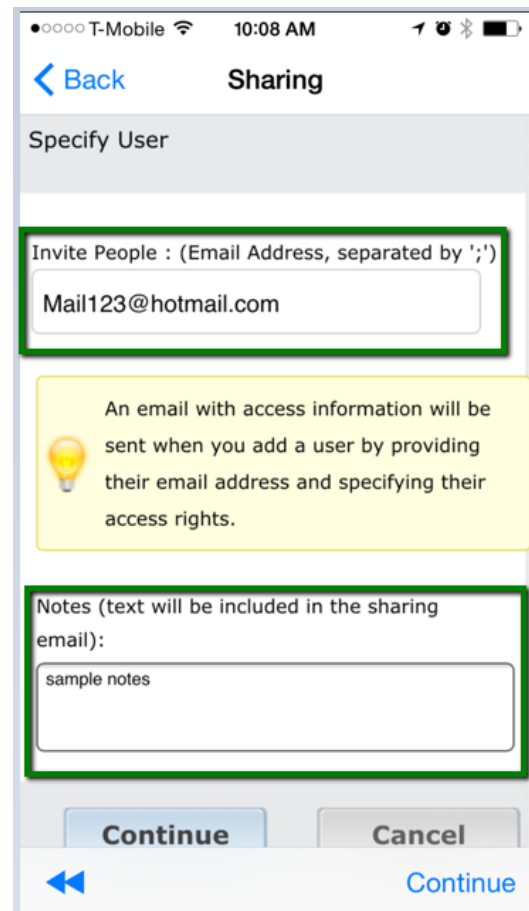 T-Mobile 10:08 AM
Back Sharing
Specify User
Invite People : (Email Address, separated by ';')
Mail123@hotmail.com
An email with access information will be
sent when you add a user by providing
their email address and specifying their
access rights.
Notes (text will be included in the sharing
email):
sample notes
Continue Cancel
Continue